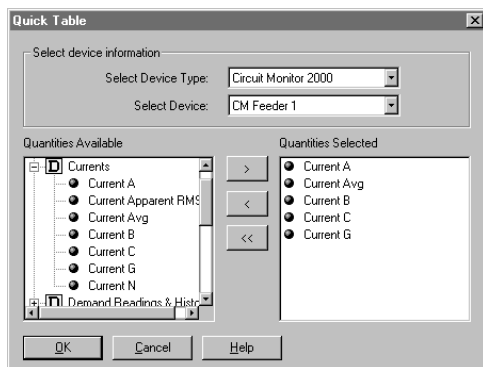 Quick Table
Select device information
Select Device Type: Circuit Monitor 2000
Select Device: CM Feeder 1
Quantities Available
Quantities Selected
D Currents
Current A
Current Apparent RMS
Current Avg
Current B
Current C
Current G
Current N
D Demand Readings & Histo
>
<
<<
Current A
Current Avg
Current B
Current C
Current G
OK Cancel Help